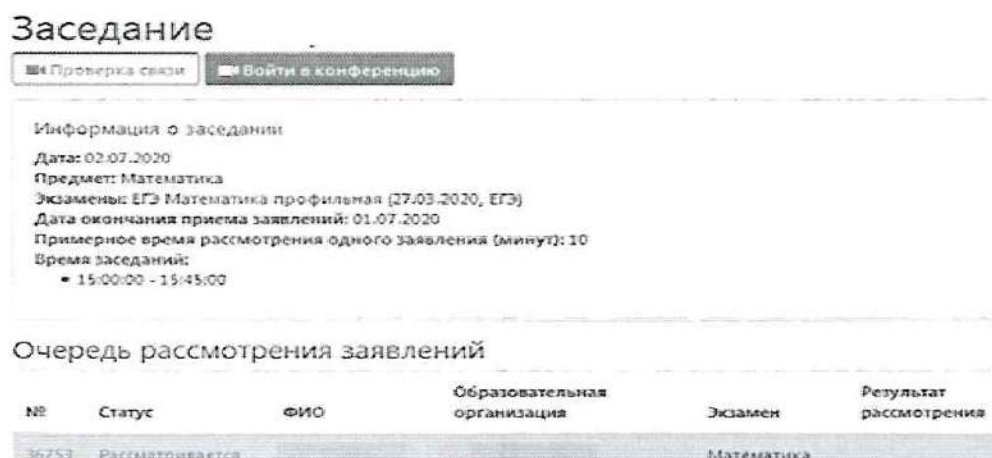 Заседание
Проверка связи Войти в конференцию
Информация о заседании
Дата: 02.07.2020
Предмет: Математика
Экзамены: ЕГЭ Математика профильная (27.03.2020, ЕГЭ)
Дата окончания приема заявлений: 01.07.2020
Примерное время рассмотрения одного заявления (минут): 10
Время заседаний:
• 15:00:00 - 15:45:00
Очередь рассмотрения заявлений
№ Статус ФИО Образовательная организация Экзамен Результат рассмотрения
36753 Рассматривается Математика